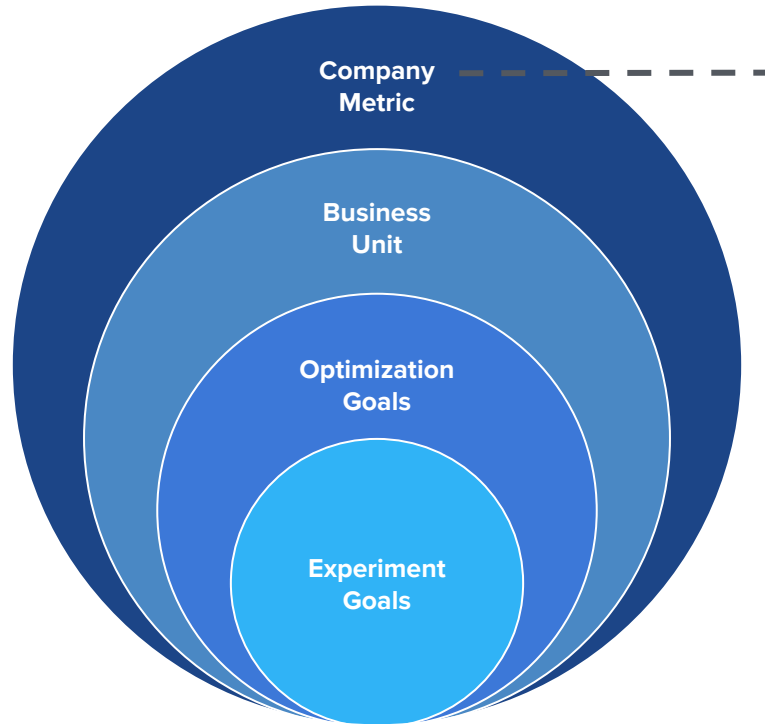 Company
Metric
Business
Unit
Optimization
Goals
Experiment
Goals